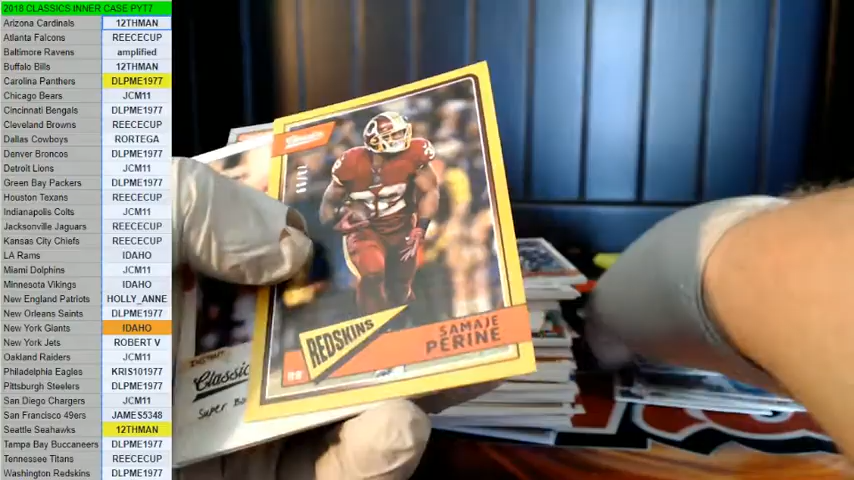 2018 CLASSICS INNER CASE PYT7
Arizona Cardinals 12THMAN
Atlanta Falcons REECECUP
Baltimore Ravens amplified
Buffalo Bills 12THMAN
Carolina Panthers DLPME1977
Chicago Bears JCM11
Cincinnati Bengals DLPME1977
Cleveland Browns REECECUP
Dallas Cowboys RORTEGA
Denver Broncos DLPME1977
Detroit Lions JCM11
Green Bay Packers DLPME1977
Houston Texans REECECUP
Indianapolis Colts JCM11
Jacksonville Jaguars REECECUP
Kansas City Chiefs REECECUP
LA Rams IDAHO
Miami Dolphins JCM11
Minnesota Vikings IDAHO
New England Patriots HOLLY_ANNE
New Orleans Saints DLPME1977
New York Giants IDAHO
New York Jets ROBERT V
Oakland Raiders JCM11
Philadelphia Eagles KRIS101977
Pittsburgh Steelers DLPME1977
San Diego Chargers JCM11
San Francisco 49ers JAMES5348
Seattle Seahawks 12THMAN
Tampa Bay Buccaneers DLPME1977
Tennessee Titans REECECUP
Washington Redskins DLPME1977
Classics
32
REDSKINS
SAMAJE
PERINE
RB
Classic
Super